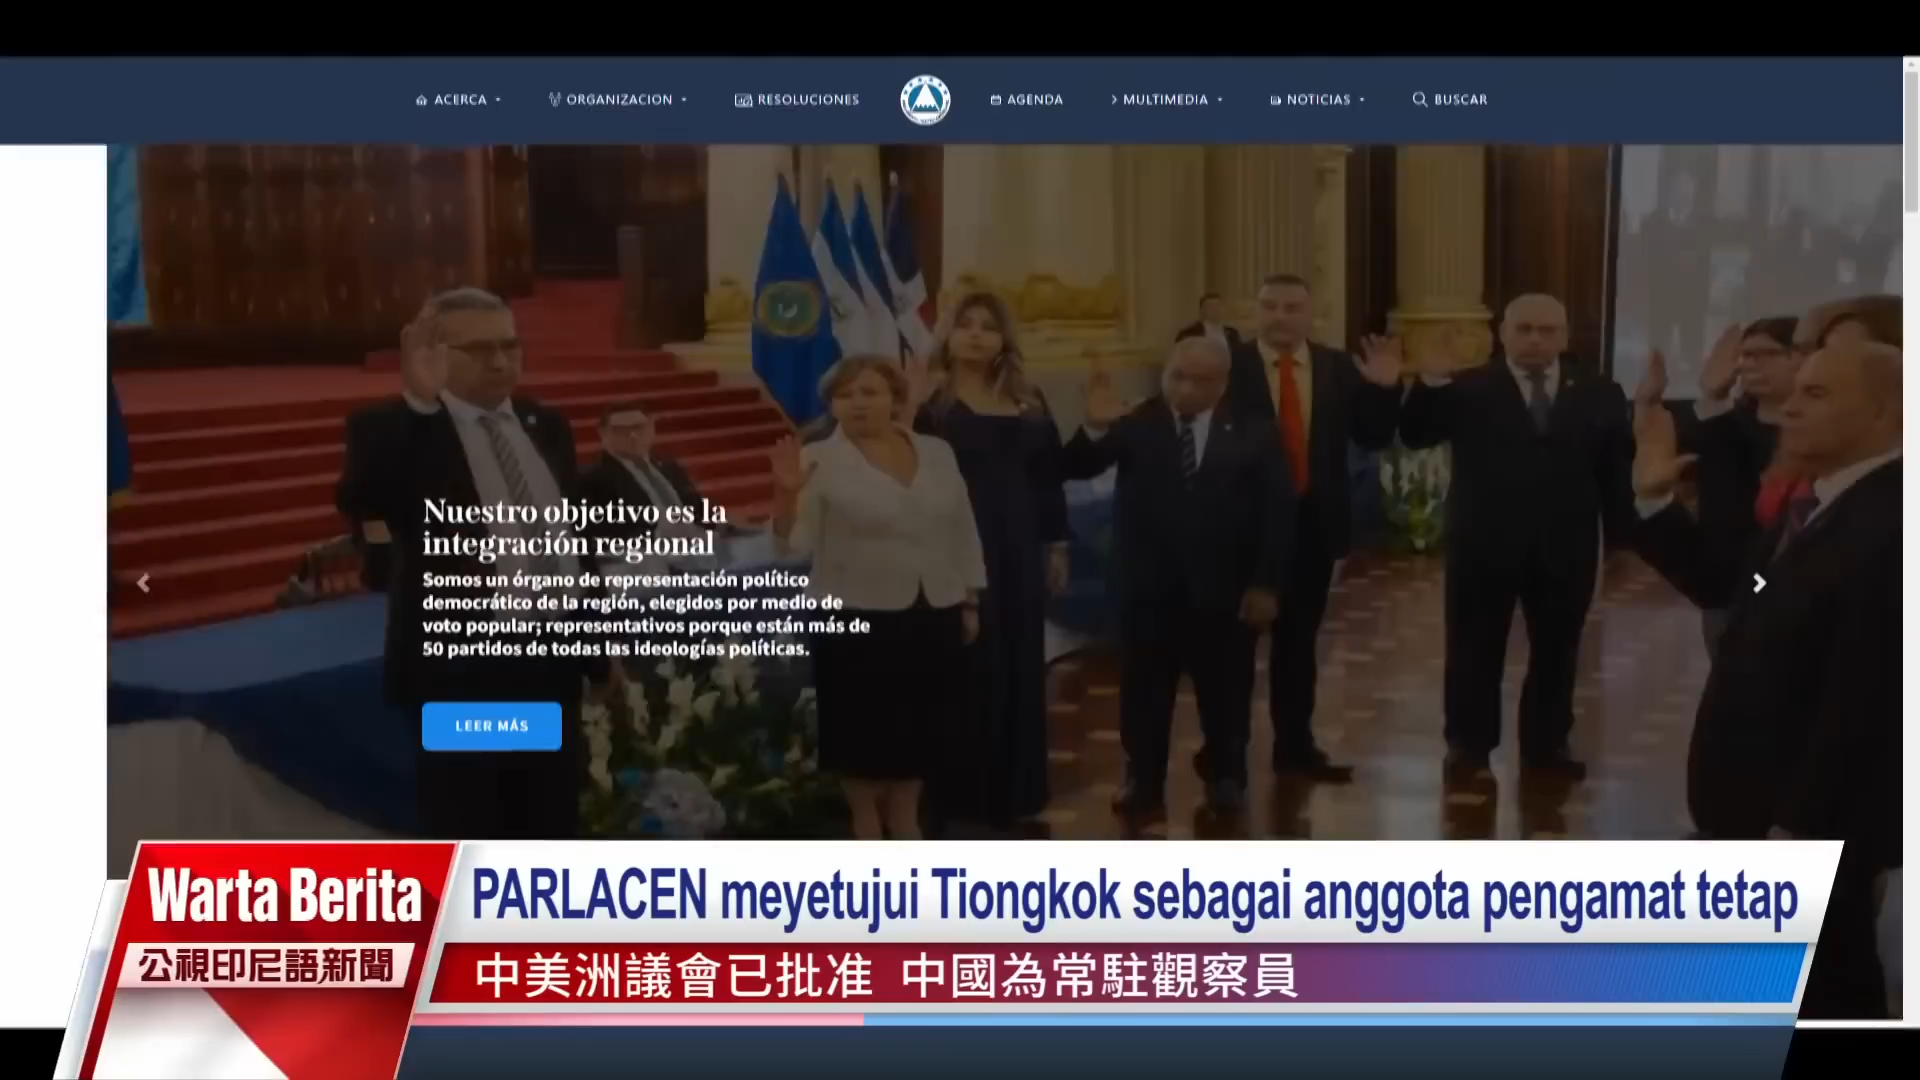 ACERCA
ORGANIZACION
RESOLUCIONES
AGENDA
MULTIMEDIA
NOTICIAS
BUSCAR
Nuestro objetivo es la
integración regional
Somos un órgano de representación político
democrático de la región, elegidos por medio de
voto popular; representativos porque están más de
50 partidos de todas las ideologías políticas.
LEER MÁS
Warta Berita
公視印尼語新聞
PARLACEN meyetujui Tiongkok sebagai anggota pengamat tetap
中美洲議會已批准 中國為常駐觀察員